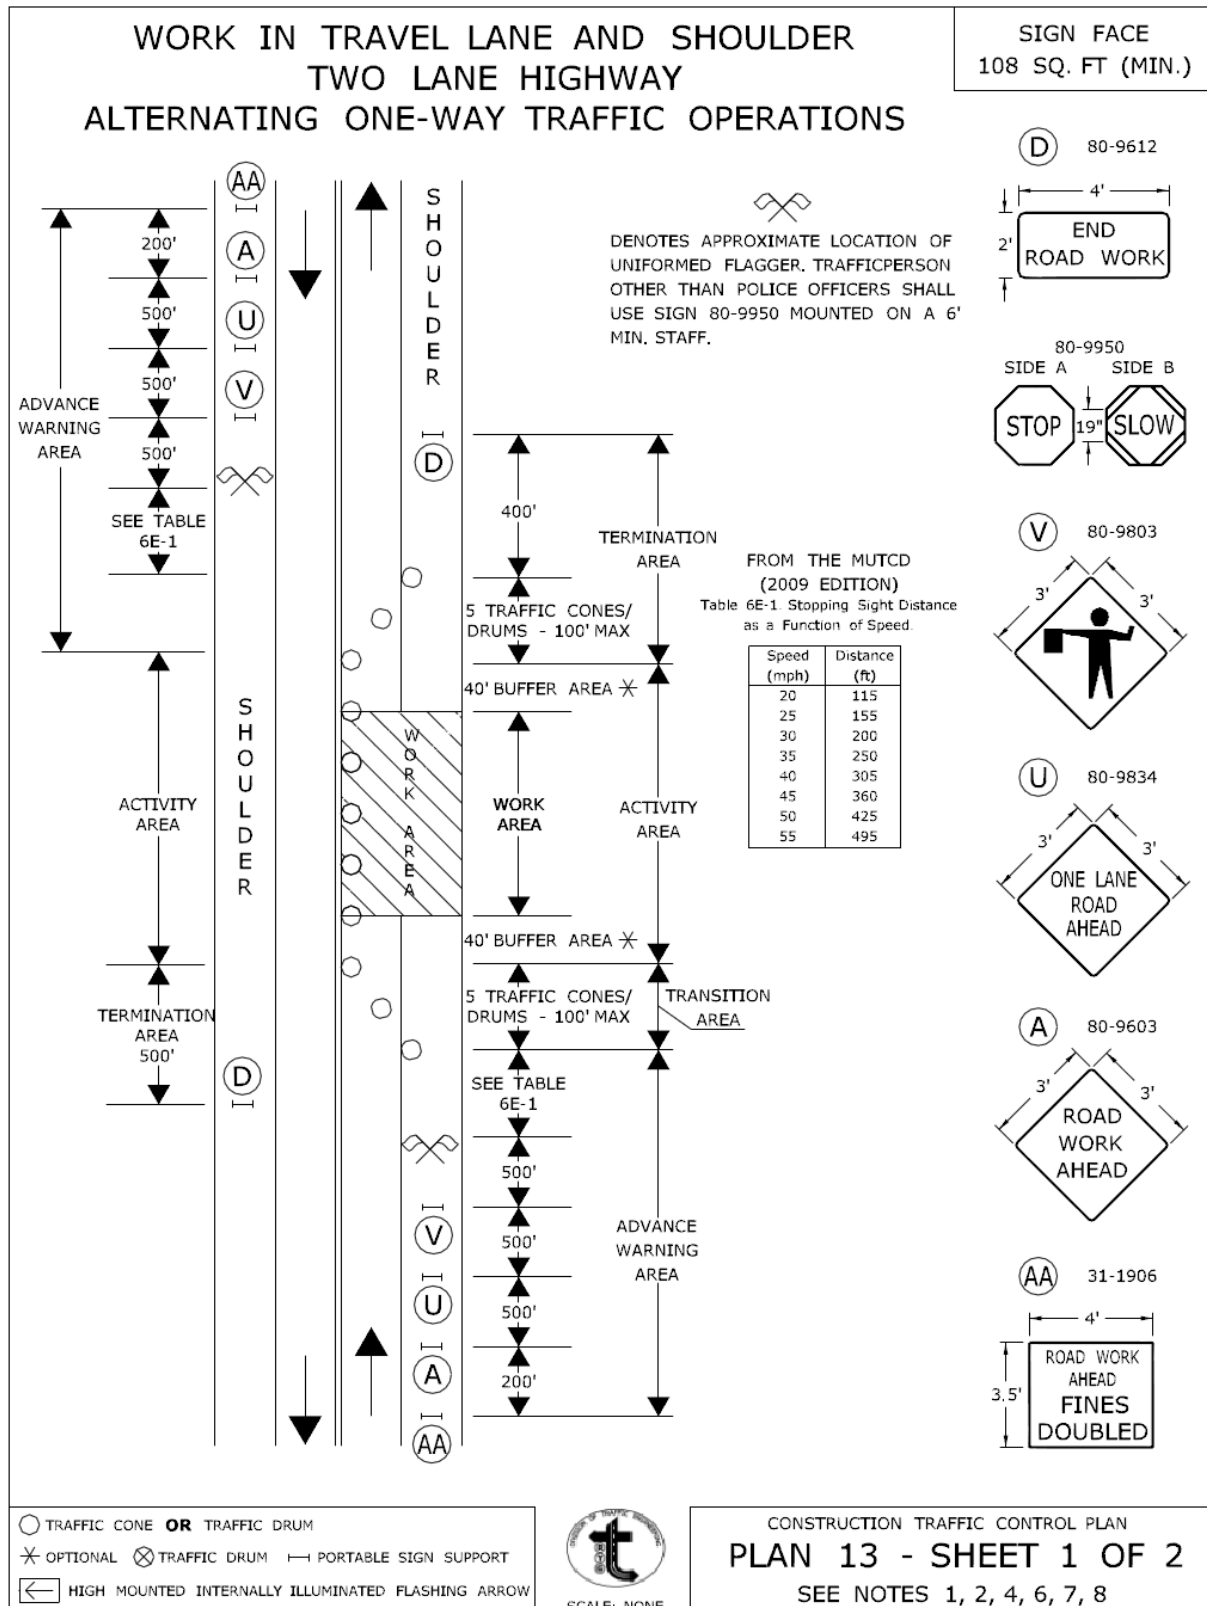 WORK IN TRAVEL LANE AND SHOULDER
TWO LANE HIGHWAY
ALTERNATING ONE-WAY TRAFFIC OPERATIONS
SIGN FACE
108 SQ. FT (MIN.)
AA
A
U
V
200'
500'
500'
500'
SEE TABLE
6E-1
ADVANCE
WARNING
AREA
SHOULDER
ACTIVITY
AREA
TERMINATION
AREA
500'
D
SHOULDER
D
400'
TERMINATION
AREA
5 TRAFFIC CONES/
DRUMS - 100' MAX
40' BUFFER AREA
WORK AREA
WORK
AREA
ACTIVITY
AREA
40' BUFFER AREA
5 TRAFFIC CONES/
DRUMS - 100' MAX
TRANSITION
AREA
SEE TABLE
6E-1
500'
V
500'
U
500'
A
200'
AA
ADVANCE
WARNING
AREA
DENOTES APPROXIMATE LOCATION OF
UNIFORMED FLAGGER. TRAFFICPERSON
OTHER THAN POLICE OFFICERS SHALL
USE SIGN 80-9950 MOUNTED ON A 6'
MIN. STAFF.
FROM THE MUTCD
(2009 EDITION)
Table 6E-1. Stopping Sight Distance
as a Function of Speed.
Speed (mph) Distance (ft)
20 115
25 155
30 200
35 250
40 305
45 360
50 425
55 495
D 80-9612
4'
2'
END
ROAD WORK
80-9950
SIDE A SIDE B
STOP 19" SLOW
V 80-9803
3' 3'
U 80-9834
3' 3'
ONE LANE
ROAD
AHEAD
A 80-9603
3' 3'
ROAD
WORK
AHEAD
AA 31-1906
4'
3.5'
ROAD WORK
AHEAD
FINES
DOUBLED
TRAFFIC CONE OR TRAFFIC DRUM
OPTIONAL TRAFFIC DRUM PORTABLE SIGN SUPPORT
HIGH MOUNTED INTERNALLY ILLUMINATED FLASHING ARROW
DIVISION OF TRAFFIC ENGINEERING
t
SCALE: NONE
CONSTRUCTION TRAFFIC CONTROL PLAN
PLAN 13 - SHEET 1 OF 2
SEE NOTES 1, 2, 4, 6, 7, 8